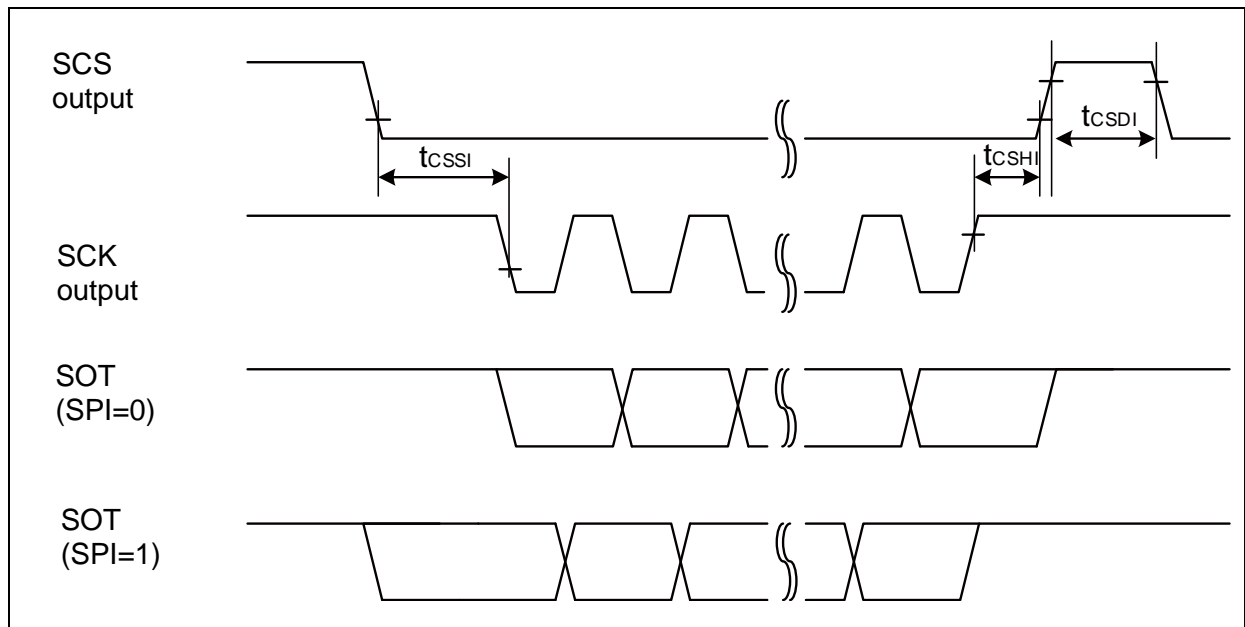 SCS
output
tCSSI
tCSHI
tCSDI
SCK
output
SOT
(SPI=0)
SOT
(SPI=1)